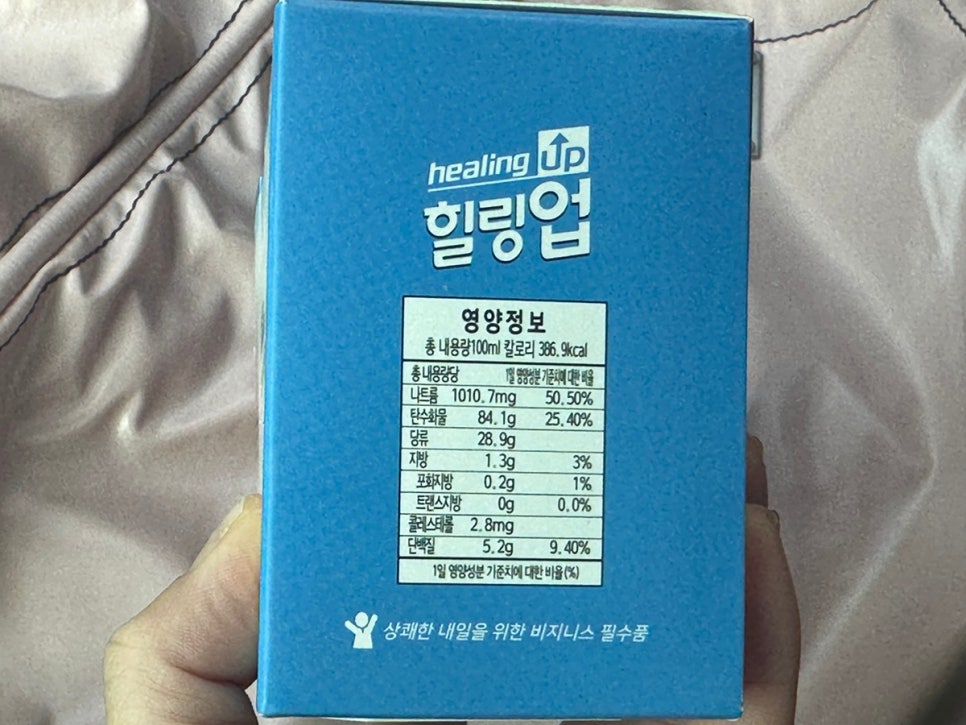 healing up
힐링업
영양정보
총 내용량100ml 칼로리 386.9kcal
총 내용량당 1일 영양성분 기준치에 대한 비율
나트륨 1010.7mg 50.50%
탄수화물 84.1g 25.40%
당류 28.9g
지방 1.3g 3%
포화지방 0.2g 1%
트랜스지방 0g 0.0%
콜레스테롤 2.8mg
단백질 5.2g 9.40%
1일 영양성분 기준치에 대한 비율(%)
상쾌한 내일을 위한 비지니스 필수품